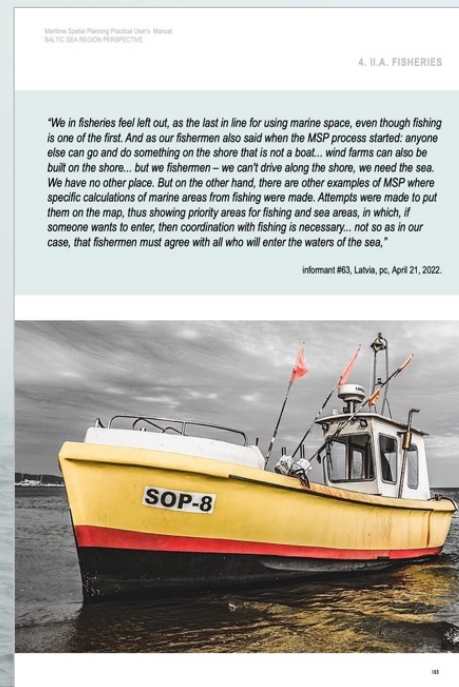 Maritime Spatial Planning Practical User's Manual:
BALTIC SEA REGION PERSPECTIVE
4. II.A. FISHERIES
"We in fisheries feel left out, as the last in line for using marine space, even though fishing
is one of the first. And as our fishermen also said when the MSP process started: anyone
else can go and do something on the shore that is not a boat... wind farms can also be
built on the shore... but we fishermen – we can't drive along the shore, we need the sea.
We have no other place. But on the other hand, there are other examples of MSP where
specific calculations of marine areas from fishing were made. Attempts were made to put
them on the map, thus showing priority areas for fishing and sea areas, in which, if
someone wants to enter, then coordination with fishing is necessary... not so as in our
case, that fishermen must agree with all who will enter the waters of the sea,"
informant #63, Latvia, pc, April 21, 2022.
SOP-8
103